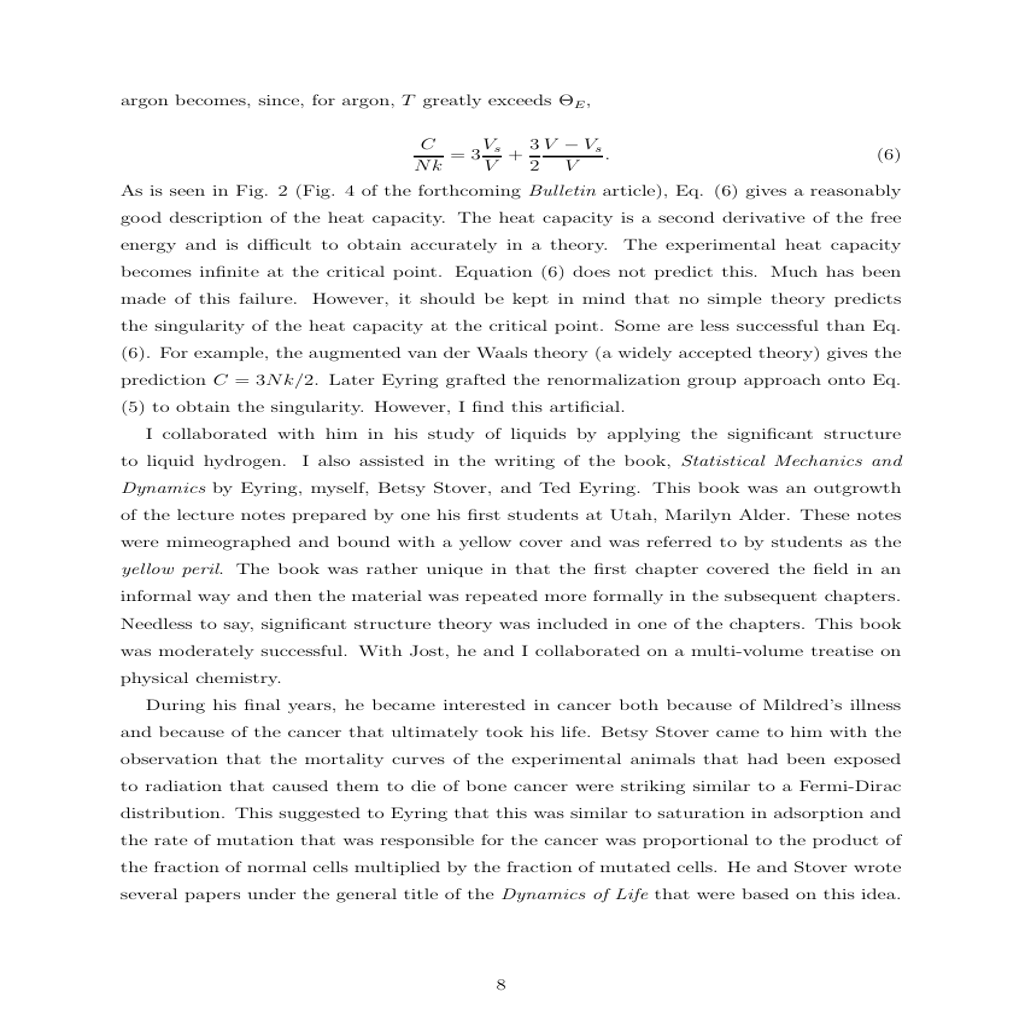 argon becomes, since, for argon, T greatly exceeds Θ_E,
C/Nk = 3 V_s/V + 3/2 (V − V_s)/V. (6)
As is seen in Fig. 2 (Fig. 4 of the forthcoming Bulletin article), Eq. (6) gives a reasonably
good description of the heat capacity. The heat capacity is a second derivative of the free
energy and is difficult to obtain accurately in a theory. The experimental heat capacity
becomes infinite at the critical point. Equation (6) does not predict this. Much has been
made of this failure. However, it should be kept in mind that no simple theory predicts
the singularity of the heat capacity at the critical point. Some are less successful than Eq.
(6). For example, the augmented van der Waals theory (a widely accepted theory) gives the
prediction C = 3Nk/2. Later Eyring grafted the renormalization group approach onto Eq.
(5) to obtain the singularity. However, I find this artificial.
I collaborated with him in his study of liquids by applying the significant structure
to liquid hydrogen. I also assisted in the writing of the book, Statistical Mechanics and
Dynamics by Eyring, myself, Betsy Stover, and Ted Eyring. This book was an outgrowth
of the lecture notes prepared by one his first students at Utah, Marilyn Alder. These notes
were mimeographed and bound with a yellow cover and was referred to by students as the
yellow peril. The book was rather unique in that the first chapter covered the field in an
informal way and then the material was repeated more formally in the subsequent chapters.
Needless to say, significant structure theory was included in one of the chapters. This book
was moderately successful. With Jost, he and I collaborated on a multi-volume treatise on
physical chemistry.
During his final years, he became interested in cancer both because of Mildred's illness
and because of the cancer that ultimately took his life. Betsy Stover came to him with the
observation that the mortality curves of the experimental animals that had been exposed
to radiation that caused them to die of bone cancer were striking similar to a Fermi-Dirac
distribution. This suggested to Eyring that this was similar to saturation in adsorption and
the rate of mutation that was responsible for the cancer was proportional to the product of
the fraction of normal cells multiplied by the fraction of mutated cells. He and Stover wrote
several papers under the general title of the Dynamics of Life that were based on this idea.
8